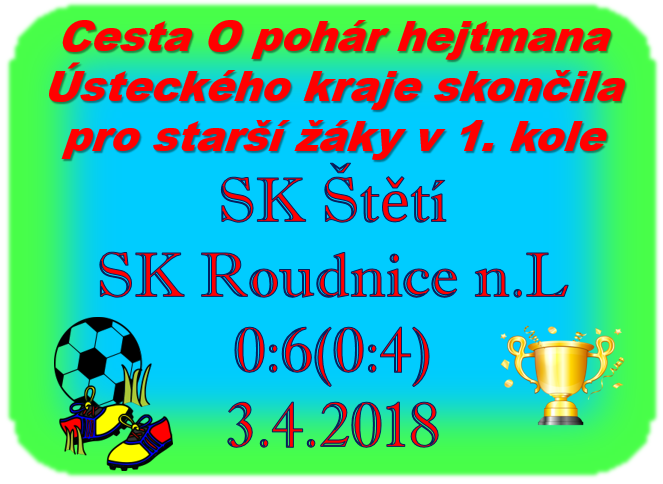 Cesta O pohár hejtmana
Ústeckého kraje skončila
pro starší žáky v 1. kole
SK Štětí
SK Roudnice n.L
0:6(0:4)
3.4.2018